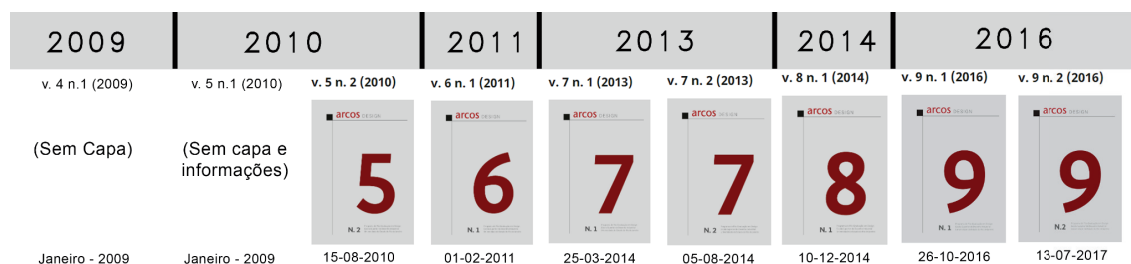 2009 2010 2011 2013 2014 2016
v. 4 n.1 (2009) v. 5 n.1 (2010) v. 5 n. 2 (2010) v. 6 n. 1 (2011) v. 7 n. 1 (2013) v. 7 n. 2 (2013) v. 8 n. 1 (2014) v. 9 n. 1 (2016) v. 9 n. 2 (2016)
(Sem Capa)
(Sem capa e
informações)
arcos DESIGN
5
N. 2
arcos DESIGN
6
N. 1
arcos DESIGN
7
N. 1
arcos DESIGN
7
N. 2
arcos DESIGN
8
N. 1
arcos DESIGN
9
N. 1
arcos DESIGN
9
N.2
Janeiro - 2009 Janeiro - 2009 15-08-2010 01-02-2011 25-03-2014 05-08-2014 10-12-2014 26-10-2016 13-07-2017